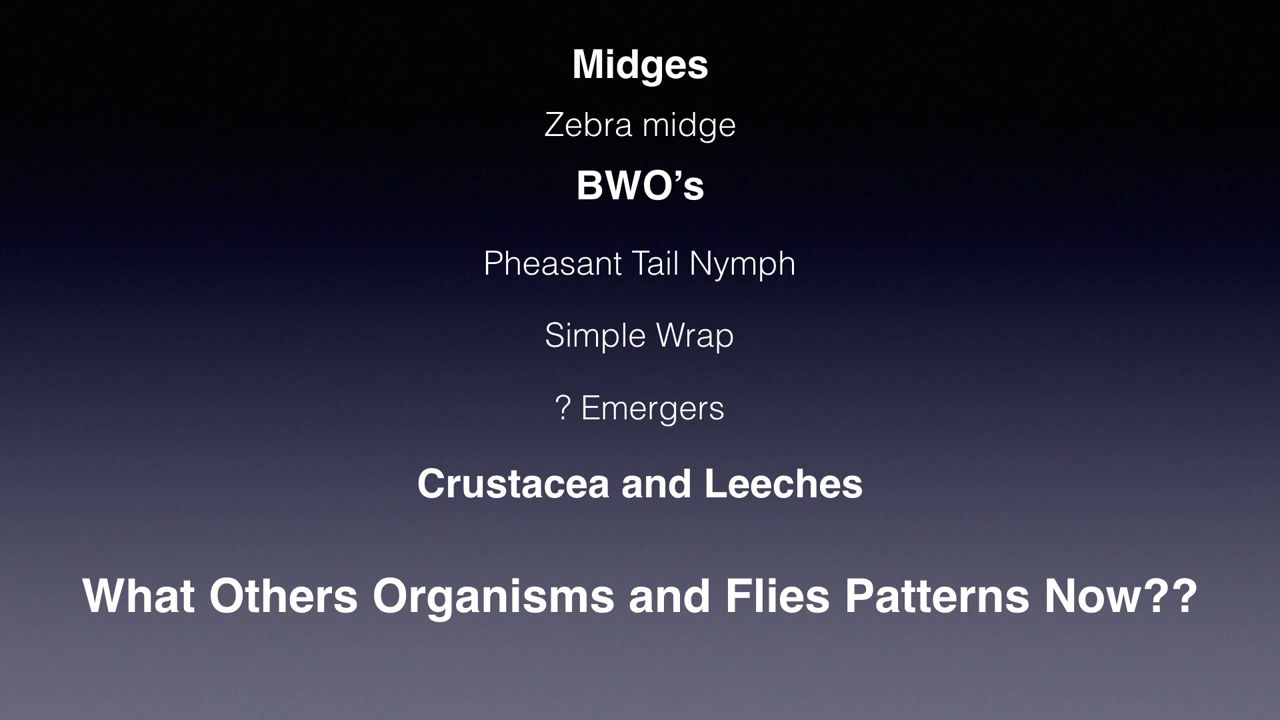 Midges
Zebra midge
BWO’s
Pheasant Tail Nymph
Simple Wrap
? Emergers
Crustacea and Leeches
What Others Organisms and Flies Patterns Now??